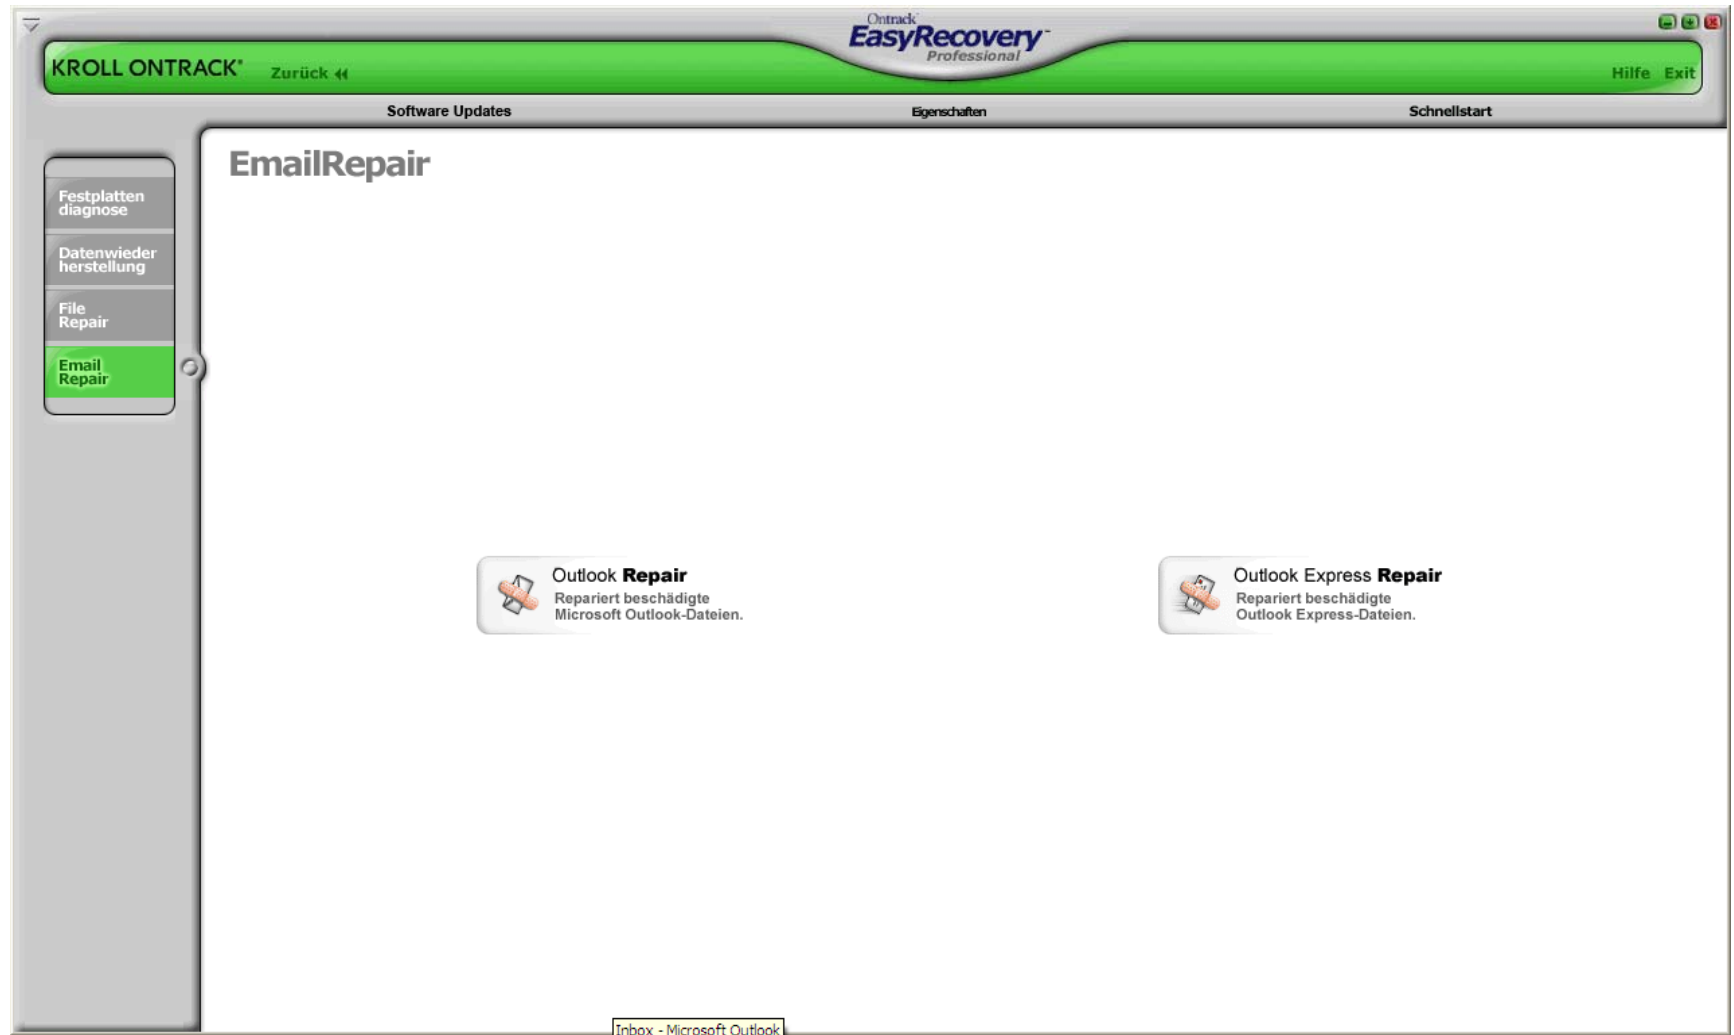 Ontrack
EasyRecovery™
Professional
KROLL ONTRACK®
Zurück
Hilfe Exit
Software Updates
Eigenschaften
Schnellstart
EmailRepair
Festplatten
diagnose
Datenwieder
herstellung
File
Repair
Email
Repair
Outlook Repair
Repariert beschädigte
Microsoft Outlook-Dateien.
Outlook Express Repair
Repariert beschädigte
Outlook Express-Dateien.
Inbox - Microsoft Outlook